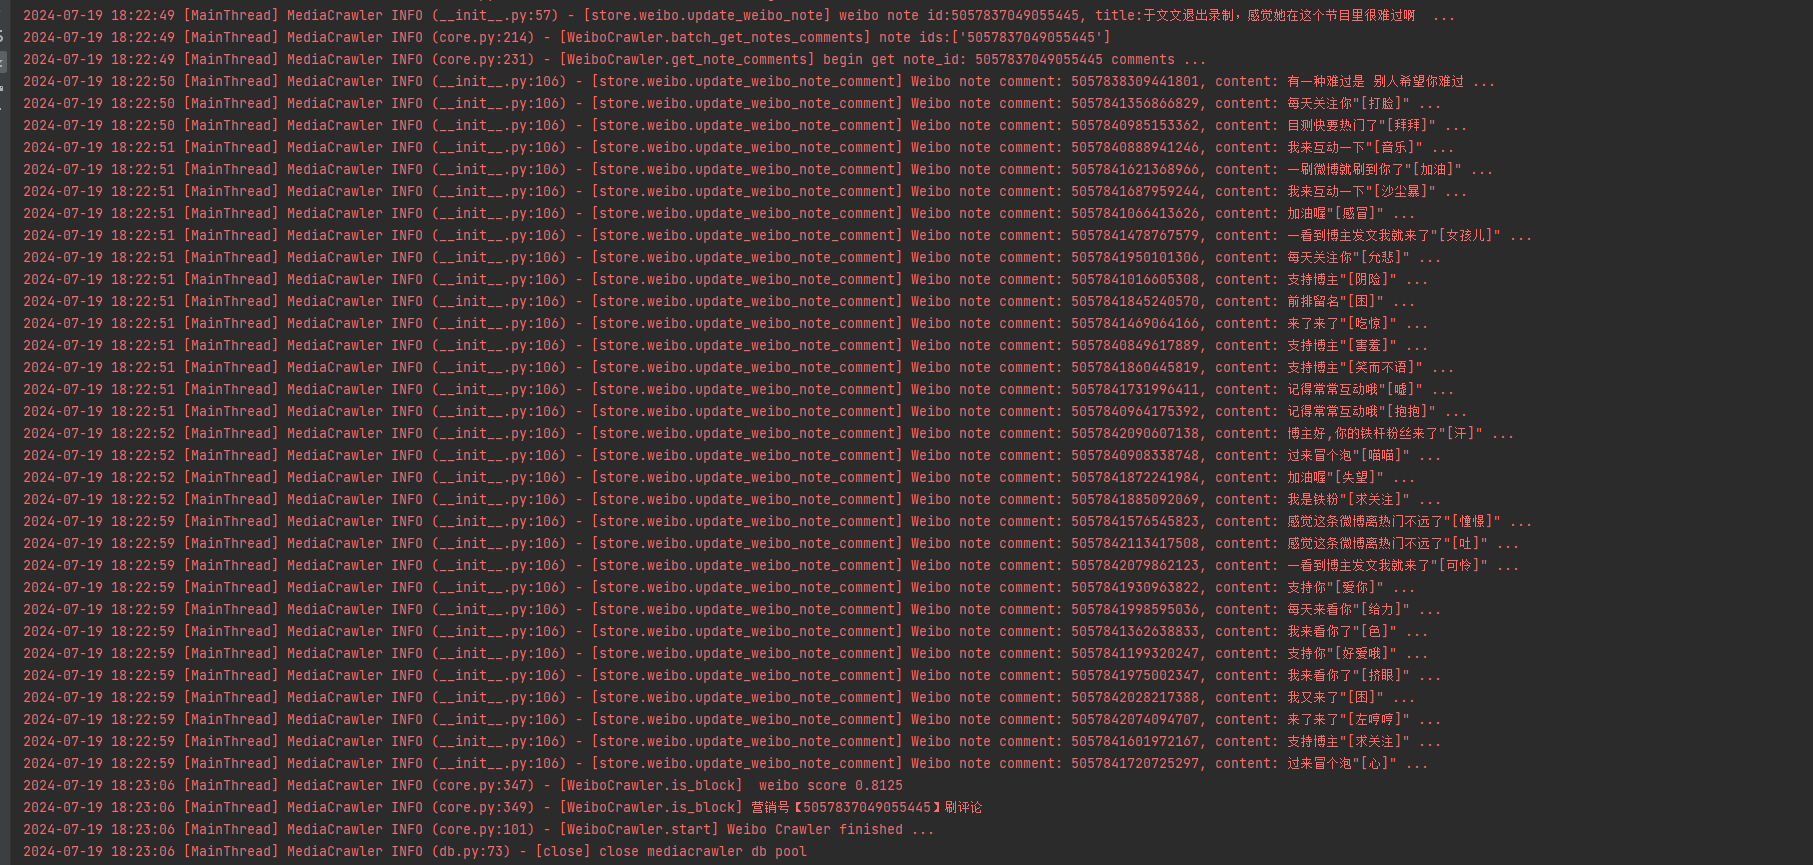 2024-07-19 18:22:49 [MainThread] MediaCrawler INFO (__init__.py:57) - [store.weibo.update_weibo_note] weibo note id:5057837049055445, title:于文文退出录制，感觉她在这个节目里很难过啊  ...
2024-07-19 18:22:49 [MainThread] MediaCrawler INFO (core.py:214) - [WeiboCrawler.batch_get_notes_comments] note ids:['5057837049055445']
2024-07-19 18:22:49 [MainThread] MediaCrawler INFO (core.py:231) - [WeiboCrawler.get_note_comments] begin get note_id: 5057837049055445 comments ...
2024-07-19 18:22:50 [MainThread] MediaCrawler INFO (__init__.py:106) - [store.weibo.update_weibo_note_comment] Weibo note comment: 5057838309441801, content: 有一种难过是 别人希望你难过 ...
2024-07-19 18:22:50 [MainThread] MediaCrawler INFO (__init__.py:106) - [store.weibo.update_weibo_note_comment] Weibo note comment: 5057841356866829, content: 每天关注你"[打脸]" ...
2024-07-19 18:22:50 [MainThread] MediaCrawler INFO (__init__.py:106) - [store.weibo.update_weibo_note_comment] Weibo note comment: 5057840985153362, content: 目测快要热门了"[拜拜]" ...
2024-07-19 18:22:51 [MainThread] MediaCrawler INFO (__init__.py:106) - [store.weibo.update_weibo_note_comment] Weibo note comment: 5057840888941246, content: 我来互动一下"[音乐]" ...
2024-07-19 18:22:51 [MainThread] MediaCrawler INFO (__init__.py:106) - [store.weibo.update_weibo_note_comment] Weibo note comment: 5057841621368966, content: 一刷微博就刷到你了"[加油]" ...
2024-07-19 18:22:51 [MainThread] MediaCrawler INFO (__init__.py:106) - [store.weibo.update_weibo_note_comment] Weibo note comment: 5057841687959244, content: 我来互动一下"[沙尘暴]" ...
2024-07-19 18:22:51 [MainThread] MediaCrawler INFO (__init__.py:106) - [store.weibo.update_weibo_note_comment] Weibo note comment: 5057841066413626, content: 加油喔"[感冒]" ...
2024-07-19 18:22:51 [MainThread] MediaCrawler INFO (__init__.py:106) - [store.weibo.update_weibo_note_comment] Weibo note comment: 5057841478767579, content: 一看到博主发文我就来了"[女孩儿]" ...
2024-07-19 18:22:51 [MainThread] MediaCrawler INFO (__init__.py:106) - [store.weibo.update_weibo_note_comment] Weibo note comment: 5057841950101306, content: 每天关注你"[允悲]" ...
2024-07-19 18:22:51 [MainThread] MediaCrawler INFO (__init__.py:106) - [store.weibo.update_weibo_note_comment] Weibo note comment: 5057841016605308, content: 支持博主"[阴险]" ...
2024-07-19 18:22:51 [MainThread] MediaCrawler INFO (__init__.py:106) - [store.weibo.update_weibo_note_comment] Weibo note comment: 5057841845240570, content: 前排留名"[困]" ...
2024-07-19 18:22:51 [MainThread] MediaCrawler INFO (__init__.py:106) - [store.weibo.update_weibo_note_comment] Weibo note comment: 5057841469064166, content: 来了来了"[吃惊]" ...
2024-07-19 18:22:51 [MainThread] MediaCrawler INFO (__init__.py:106) - [store.weibo.update_weibo_note_comment] Weibo note comment: 5057840849617889, content: 支持博主"[害羞]" ...
2024-07-19 18:22:51 [MainThread] MediaCrawler INFO (__init__.py:106) - [store.weibo.update_weibo_note_comment] Weibo note comment: 5057841860445819, content: 支持博主"[笑而不语]" ...
2024-07-19 18:22:51 [MainThread] MediaCrawler INFO (__init__.py:106) - [store.weibo.update_weibo_note_comment] Weibo note comment: 5057841731996411, content: 记得常常互动哦"[嘘]" ...
2024-07-19 18:22:51 [MainThread] MediaCrawler INFO (__init__.py:106) - [store.weibo.update_weibo_note_comment] Weibo note comment: 5057840964175392, content: 记得常常互动哦"[抱抱]" ...
2024-07-19 18:22:52 [MainThread] MediaCrawler INFO (__init__.py:106) - [store.weibo.update_weibo_note_comment] Weibo note comment: 5057842090607138, content: 博主好,你的铁杆粉丝来了"[汗]" ...
2024-07-19 18:22:52 [MainThread] MediaCrawler INFO (__init__.py:106) - [store.weibo.update_weibo_note_comment] Weibo note comment: 5057840908338748, content: 过来冒个泡"[喵喵]" ...
2024-07-19 18:22:52 [MainThread] MediaCrawler INFO (__init__.py:106) - [store.weibo.update_weibo_note_comment] Weibo note comment: 5057841872241984, content: 加油喔"[失望]" ...
2024-07-19 18:22:52 [MainThread] MediaCrawler INFO (__init__.py:106) - [store.weibo.update_weibo_note_comment] Weibo note comment: 5057841885092069, content: 我是铁粉"[求关注]" ...
2024-07-19 18:22:59 [MainThread] MediaCrawler INFO (__init__.py:106) - [store.weibo.update_weibo_note_comment] Weibo note comment: 5057841576545823, content: 感觉这条微博离热门不远了"[憧憬]" ...
2024-07-19 18:22:59 [MainThread] MediaCrawler INFO (__init__.py:106) - [store.weibo.update_weibo_note_comment] Weibo note comment: 5057842113417508, content: 感觉这条微博离热门不远了"[吐]" ...
2024-07-19 18:22:59 [MainThread] MediaCrawler INFO (__init__.py:106) - [store.weibo.update_weibo_note_comment] Weibo note comment: 5057842079862123, content: 一看到博主发文我就来了"[可怜]" ...
2024-07-19 18:22:59 [MainThread] MediaCrawler INFO (__init__.py:106) - [store.weibo.update_weibo_note_comment] Weibo note comment: 5057841930963822, content: 支持你"[爱你]" ...
2024-07-19 18:22:59 [MainThread] MediaCrawler INFO (__init__.py:106) - [store.weibo.update_weibo_note_comment] Weibo note comment: 5057841998595036, content: 每天来看你"[给力]" ...
2024-07-19 18:22:59 [MainThread] MediaCrawler INFO (__init__.py:106) - [store.weibo.update_weibo_note_comment] Weibo note comment: 5057841362638833, content: 我来看你了"[色]" ...
2024-07-19 18:22:59 [MainThread] MediaCrawler INFO (__init__.py:106) - [store.weibo.update_weibo_note_comment] Weibo note comment: 5057841199320247, content: 支持你"[好爱哦]" ...
2024-07-19 18:22:59 [MainThread] MediaCrawler INFO (__init__.py:106) - [store.weibo.update_weibo_note_comment] Weibo note comment: 5057841975002347, content: 我来看你了"[挤眼]" ...
2024-07-19 18:22:59 [MainThread] MediaCrawler INFO (__init__.py:106) - [store.weibo.update_weibo_note_comment] Weibo note comment: 5057842028217388, content: 我又来了"[困]" ...
2024-07-19 18:22:59 [MainThread] MediaCrawler INFO (__init__.py:106) - [store.weibo.update_weibo_note_comment] Weibo note comment: 5057842074094707, content: 来了来了"[左哼哼]" ...
2024-07-19 18:22:59 [MainThread] MediaCrawler INFO (__init__.py:106) - [store.weibo.update_weibo_note_comment] Weibo note comment: 5057841601972167, content: 支持博主"[求关注]" ...
2024-07-19 18:22:59 [MainThread] MediaCrawler INFO (__init__.py:106) - [store.weibo.update_weibo_note_comment] Weibo note comment: 5057841720725297, content: 过来冒个泡"[心]" ...
2024-07-19 18:23:06 [MainThread] MediaCrawler INFO (core.py:347) - [WeiboCrawler.is_block]  weibo score 0.8125
2024-07-19 18:23:06 [MainThread] MediaCrawler INFO (core.py:349) - [WeiboCrawler.is_block] 营销号【5057837049055445】刷评论
2024-07-19 18:23:06 [MainThread] MediaCrawler INFO (core.py:101) - [WeiboCrawler.start] Weibo Crawler finished ...
2024-07-19 18:23:06 [MainThread] MediaCrawler INFO (db.py:73) - [close] close mediacrawler db pool